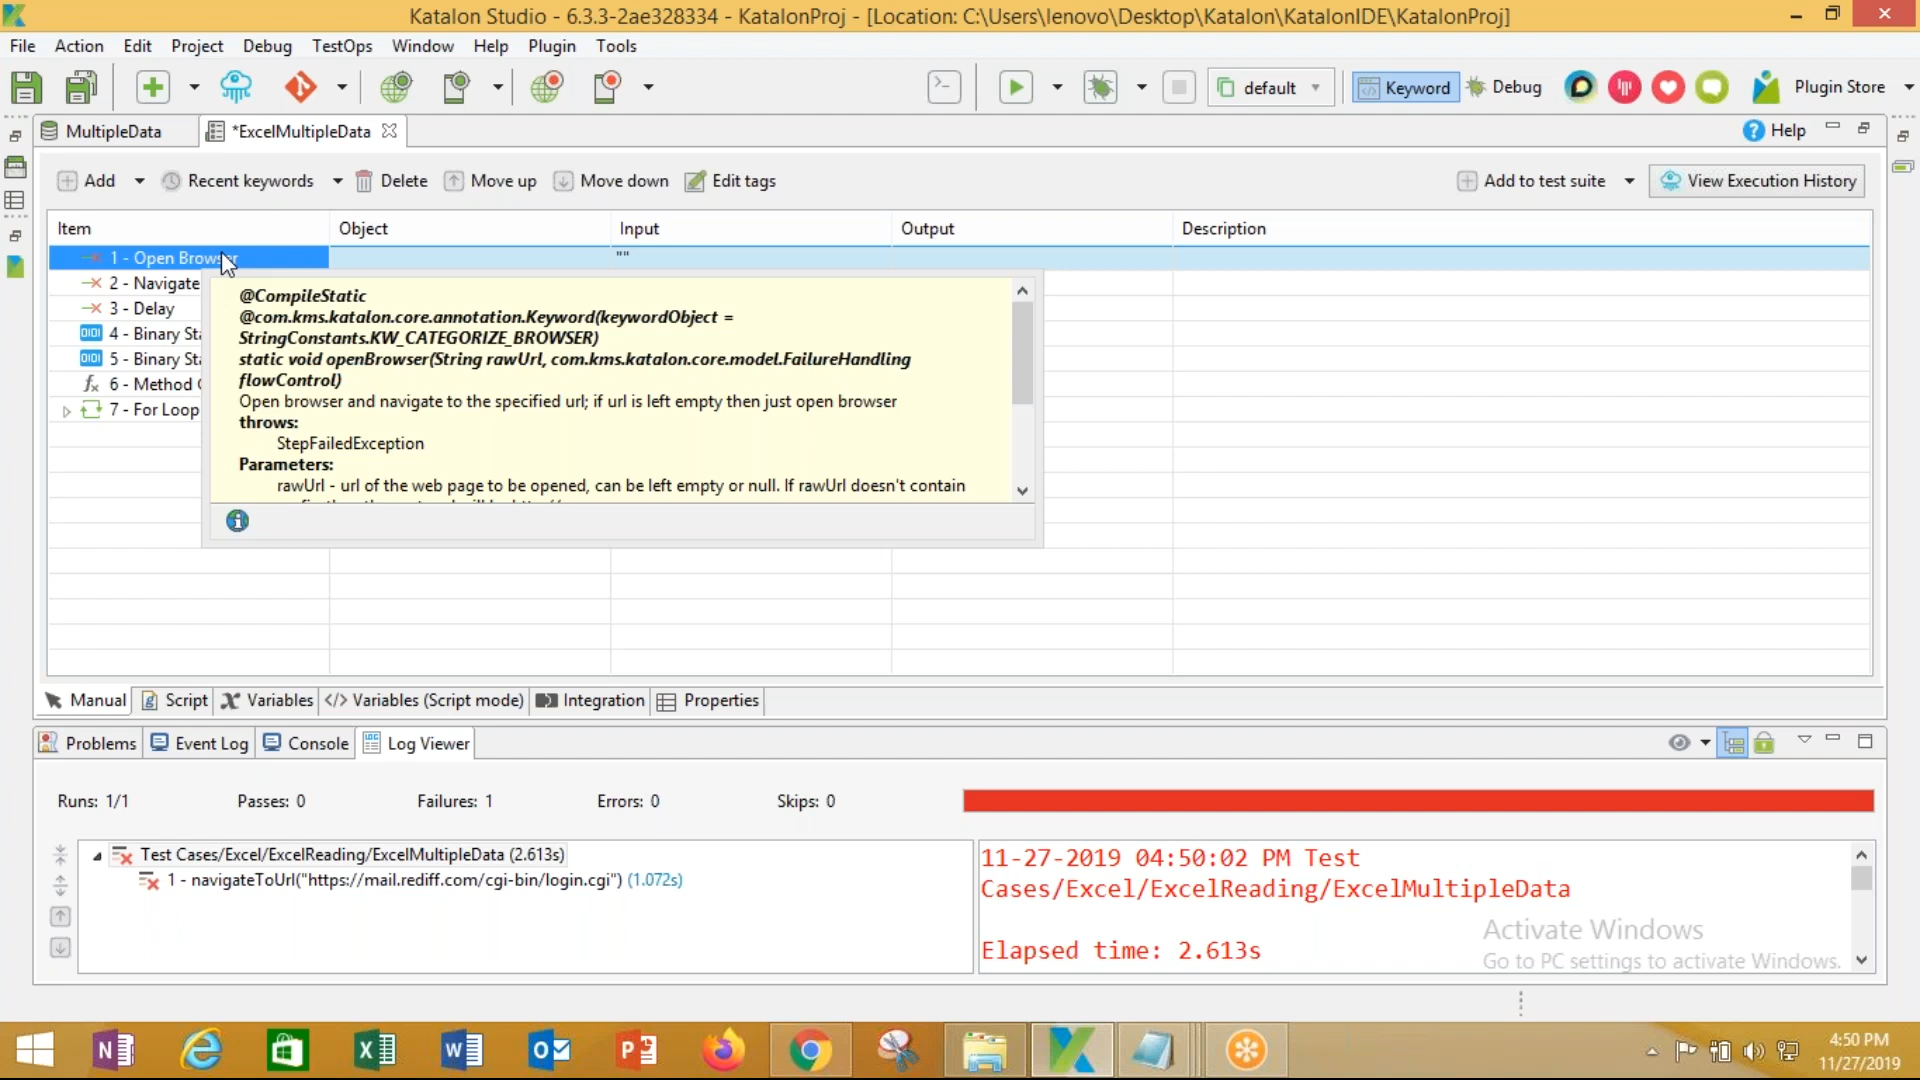 Katalon Studio - 6.3.3-2ae328334 - KatalonProj - [Location: C:\Users\lenovo\Desktop\Katalon\KatalonIDE\KatalonProj]
File Action Edit Project Debug TestOps Window Help Plugin Tools
default Keyword Debug Plugin Store
MultipleData *ExcelMultipleData Help
Add Recent keywords Delete Move up Move down Edit tags Add to test suite View Execution History
Item Object Input Output Description
1 - Open Browser ""
2 - Navigate
3 - Delay
4 - Binary Sta
5 - Binary Sta
6 - Method
7 - For Loop
@CompileStatic
@com.kms.katalon.core.annotation.Keyword(keywordObject =
StringConstants.KW_CATEGORIZE_BROWSER)
static void openBrowser(String rawUrl, com.kms.katalon.core.model.FailureHandling
flowControl)
Open browser and navigate to the specified url; if url is left empty then just open browser
throws:
StepFailedException
Parameters:
rawUrl - url of the web page to be opened, can be left empty or null. If rawUrl doesn't contain
Manual Script Variables Variables (Script mode) Integration Properties
Problems Event Log Console Log Viewer
Runs: 1/1 Passes: 0 Failures: 1 Errors: 0 Skips: 0
Test Cases/Excel/ExcelReading/ExcelMultipleData (2.613s)
1 - navigateToUrl("https://mail.rediff.com/cgi-bin/login.cgi") (1.072s)
11-27-2019 04:50:02 PM Test
Cases/Excel/ExcelReading/ExcelMultipleData
Elapsed time: 2.613s
Activate Windows
Go to PC settings to activate Windows.
4:50 PM
11/27/2019